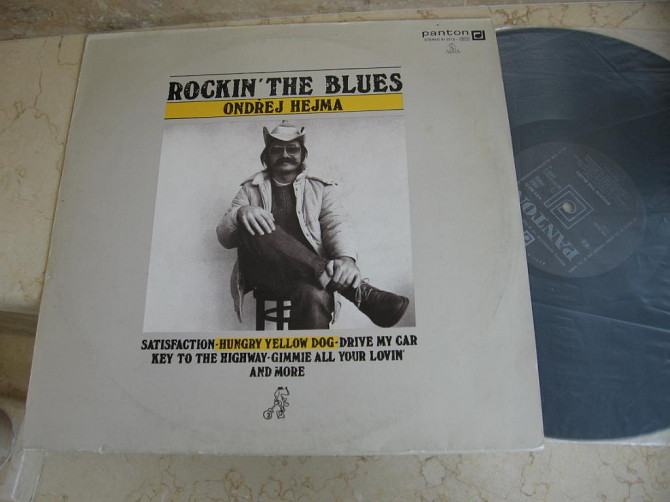 panton
ROCKIN' THE BLUES
ONDŘEJ HEJMA
SATISFACTION-HUNGRY YELLOW DOG-DRIVE MY CAR
KEY TO THE HIGHWAY-GIMMIE ALL YOUR LOVIN'
AND MORE
PANTON